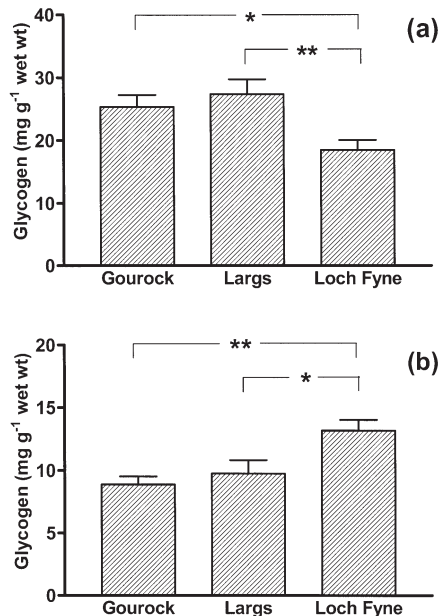 (a)
*
**
Glycogen (mg g⁻¹ wet wt)
40
30
20
10
0
Gourock Largs Loch Fyne
(b)
**
*
Glycogen (mg g⁻¹ wet wt)
20
15
10
5
0
Gourock Largs Loch Fyne